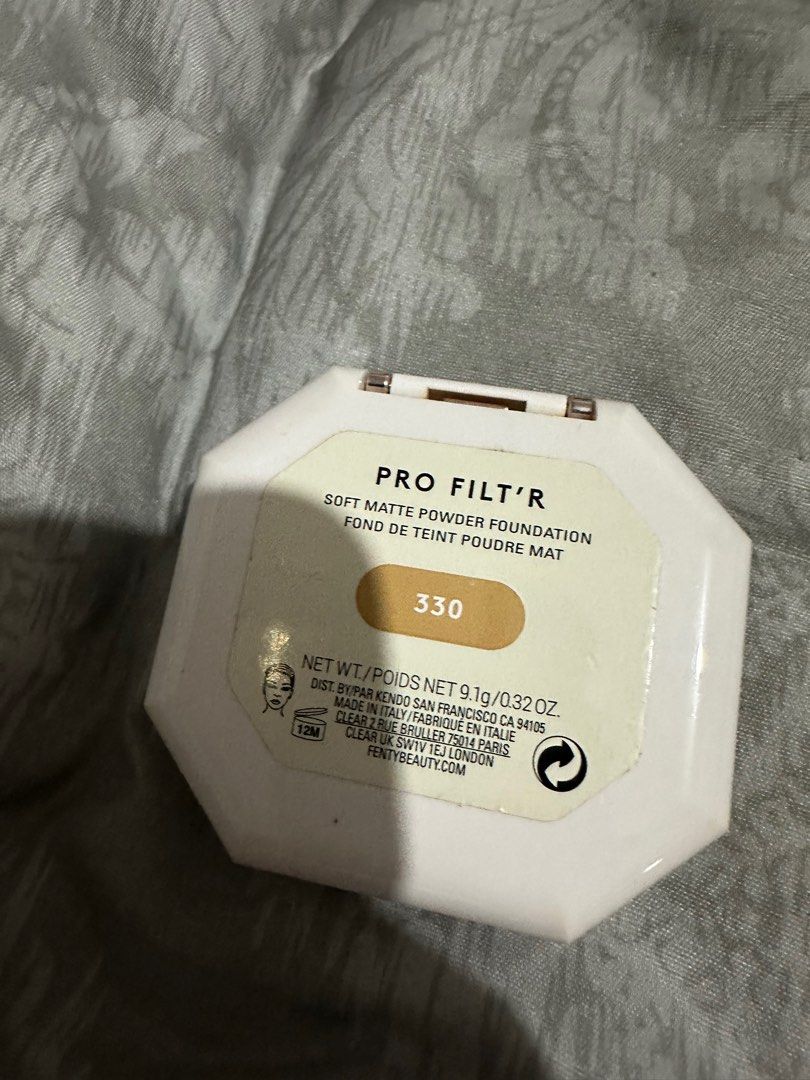 PRO FILT'R
SOFT MATTE POWDER FOUNDATION
FOND DE TEINT POUDRE MAT
330
NET WT./POIDS NET 9.1g/0.32 OZ.
DIST. BY/PAR KENDO SAN FRANCISCO CA 94105
MADE IN ITALY/FABRIQUÉ EN ITALIE
CLEAR 2 RUE BRULLER 75014 PARIS
CLEAR UK SW1V 1EJ LONDON
FENTYBEAUTY.COM
12M